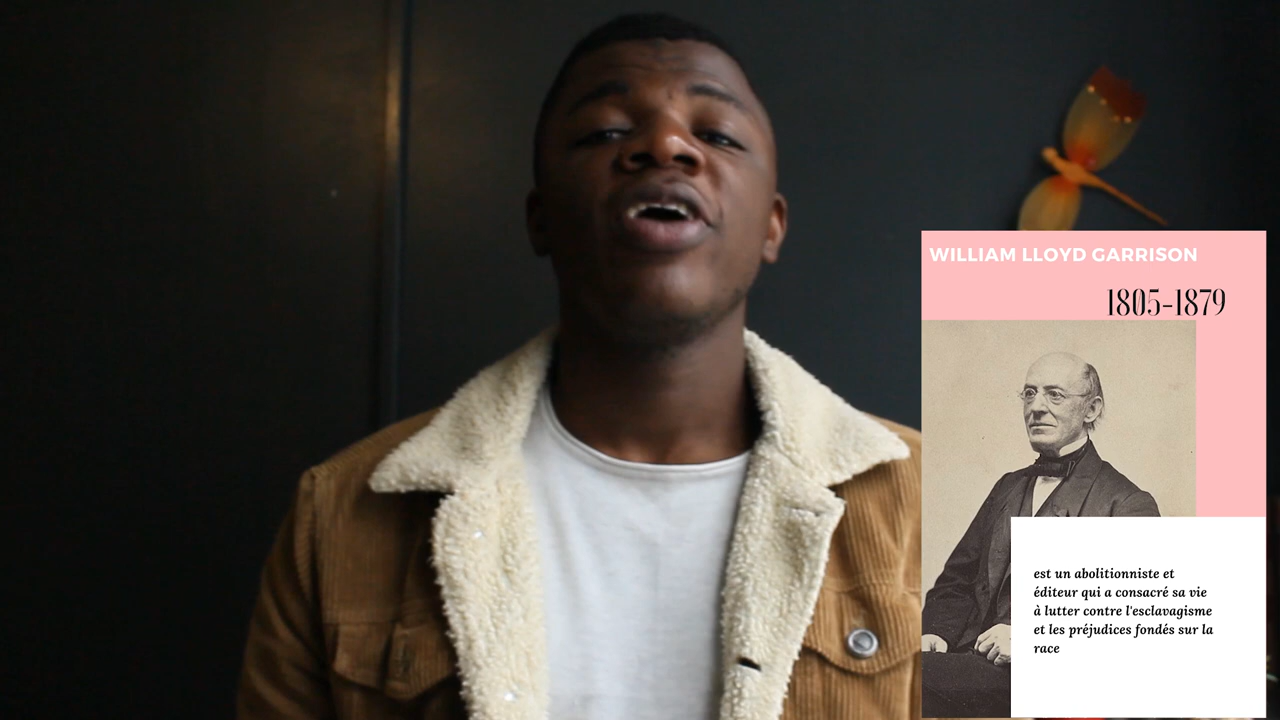 WILLIAM LLOYD GARRISON
1805-1879
est un abolitionniste et
éditeur qui a consacré sa vie
à lutter contre l'esclavagisme
et les préjudices fondés sur la
race